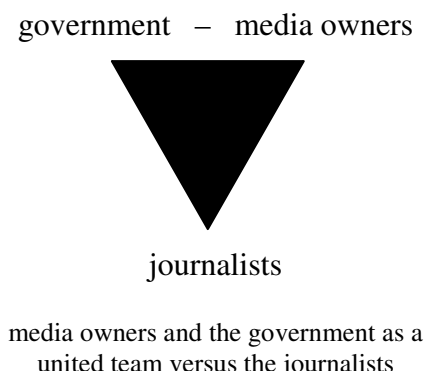 government – media owners
journalists
media owners and the government as a
united team versus the journalists